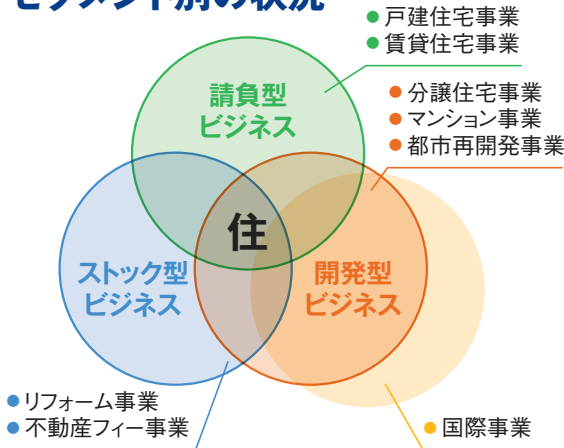 セグメント別の状況
● 戸建住宅事業
● 賃貸住宅事業
請負型
ビジネス
● 分譲住宅事業
● マンション事業
● 都市再開発事業
住
ストック型
ビジネス
開発型
ビジネス
● リフォーム事業
● 不動産フィー事業
● 国際事業